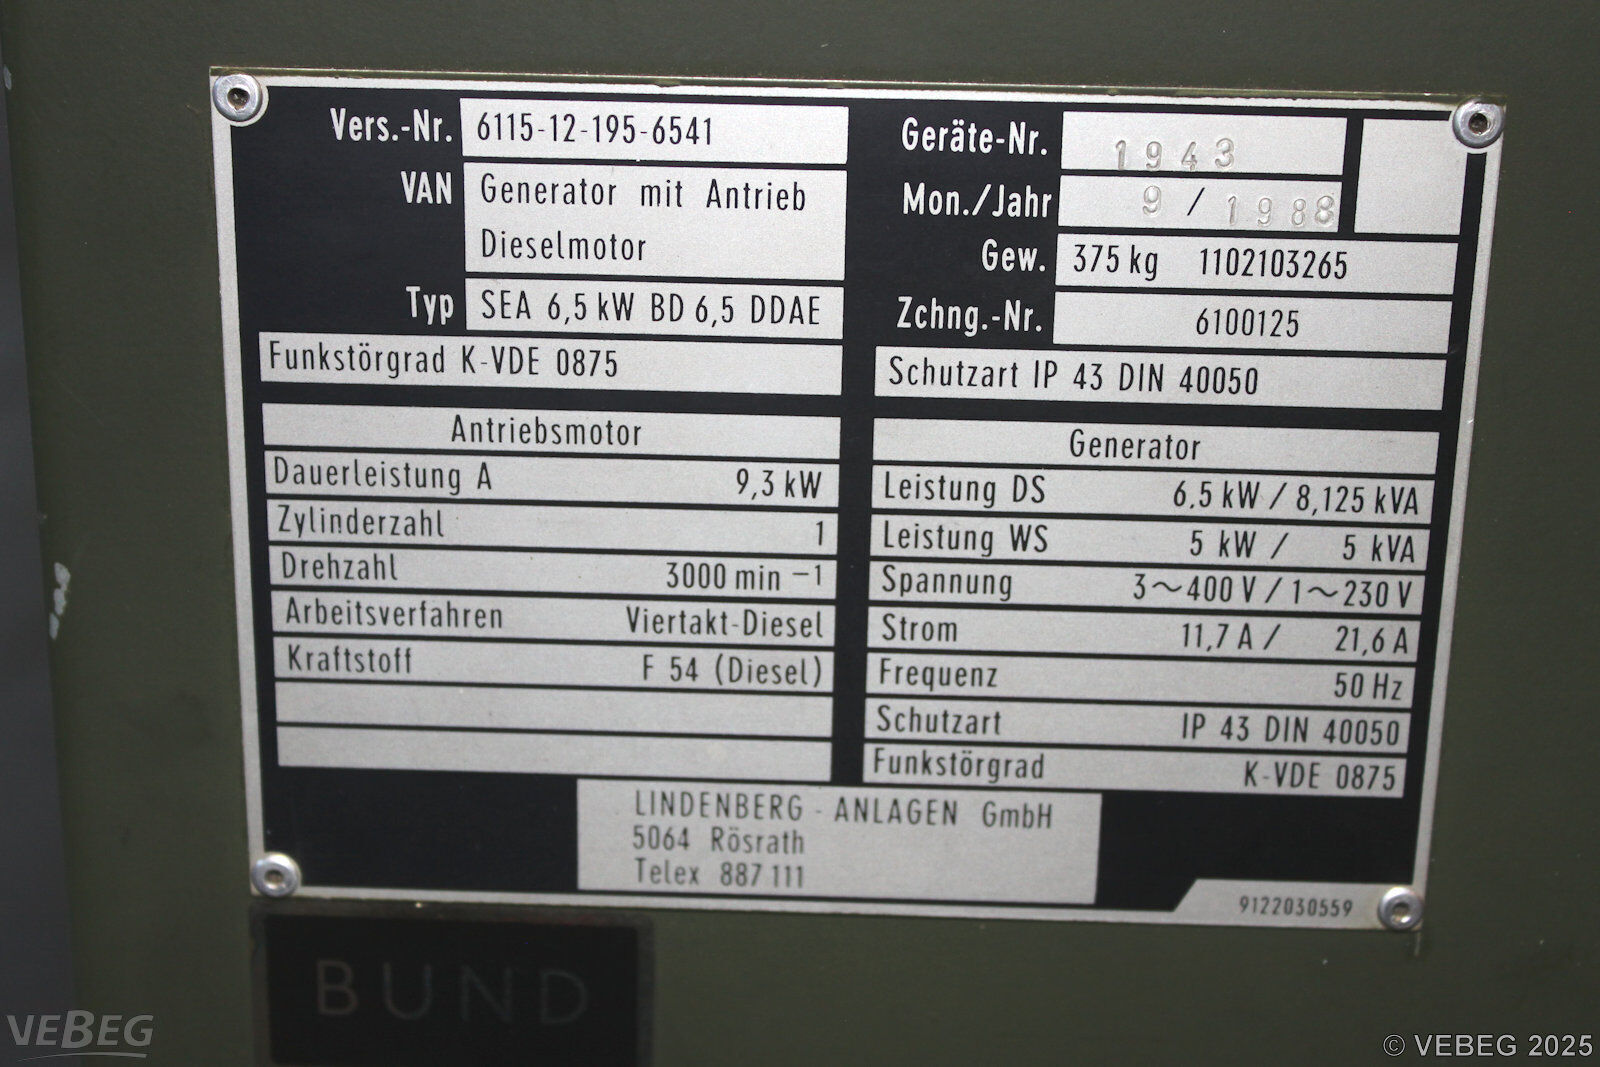 Vers.-Nr. 6115-12-195-6541
VAN Generator mit Antrieb
Dieselmotor
Typ SEA 6,5 kW BD 6,5 DDAE
Funkstörgrad K-VDE 0875
Geräte-Nr. 1943
Mon./Jahr 9 / 1988
Gew. 375 kg 1102103265
Zchng.-Nr. 6100125
Schutzart IP 43 DIN 40050
Antriebsmotor
Dauerleistung A 9,3 kW
Zylinderzahl 1
Drehzahl 3000 min −1
Arbeitsverfahren Viertakt-Diesel
Kraftstoff F 54 (Diesel)
Generator
Leistung DS 6,5 kW / 8,125 kVA
Leistung WS 5 kW / 5 kVA
Spannung 3~400 V / 1~230 V
Strom 11,7 A / 21,6 A
Frequenz 50 Hz
Schutzart IP 43 DIN 40050
Funkstörgrad K-VDE 0875
LINDENBERG - ANLAGEN GmbH
5064 Rösrath
Telex 887 111
9122030559
BUND
VEBEG
© VEBEG 2025